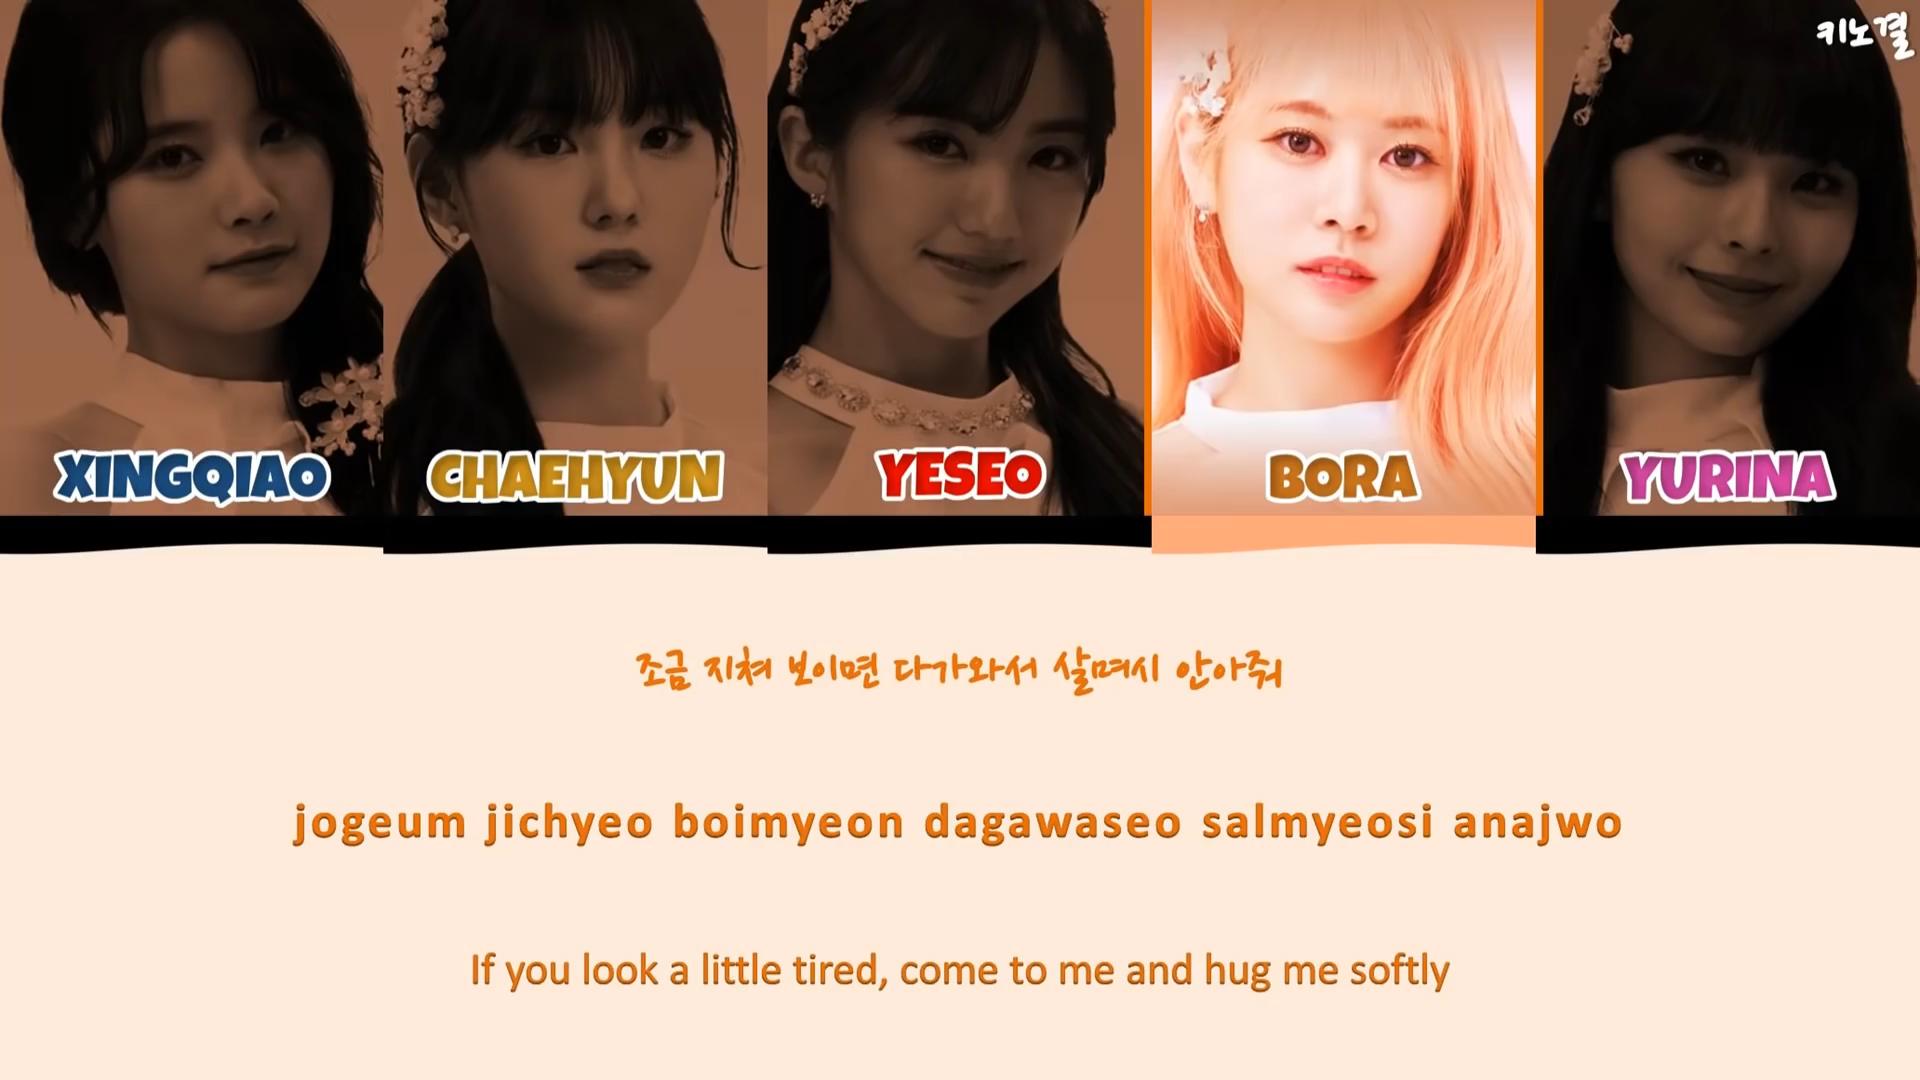 키노결
XINGQIAO CHAEHYUN YESEO BORA YURINA
조금 지쳐 보이면 다가와서 살며시 안아줘
jogeum jichyeo boimyeon dagawaseo salmyeosi anajwo
If you look a little tired, come to me and hug me softly